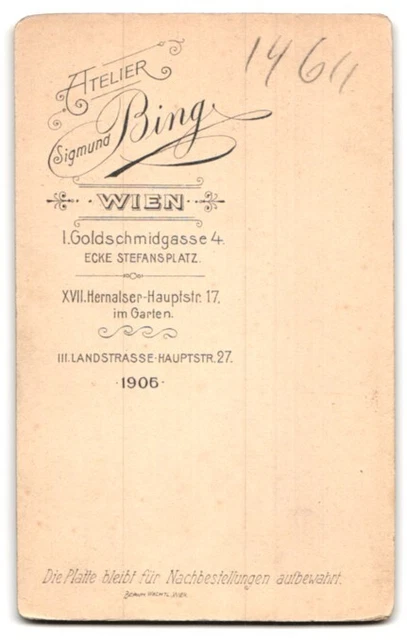 1464
ATELIER
Sigmund Bing
WIEN
I. Goldschmidgasse 4.
ECKE STEFANSPLATZ.
XVII. Hernalser-Hauptstr. 17.
im Garten.
III. LANDSTRASSE-HAUPTSTR. 27.
·1906·
Die Platte bleibt für Nachbestellungen aufbewahrt.
WIEN.